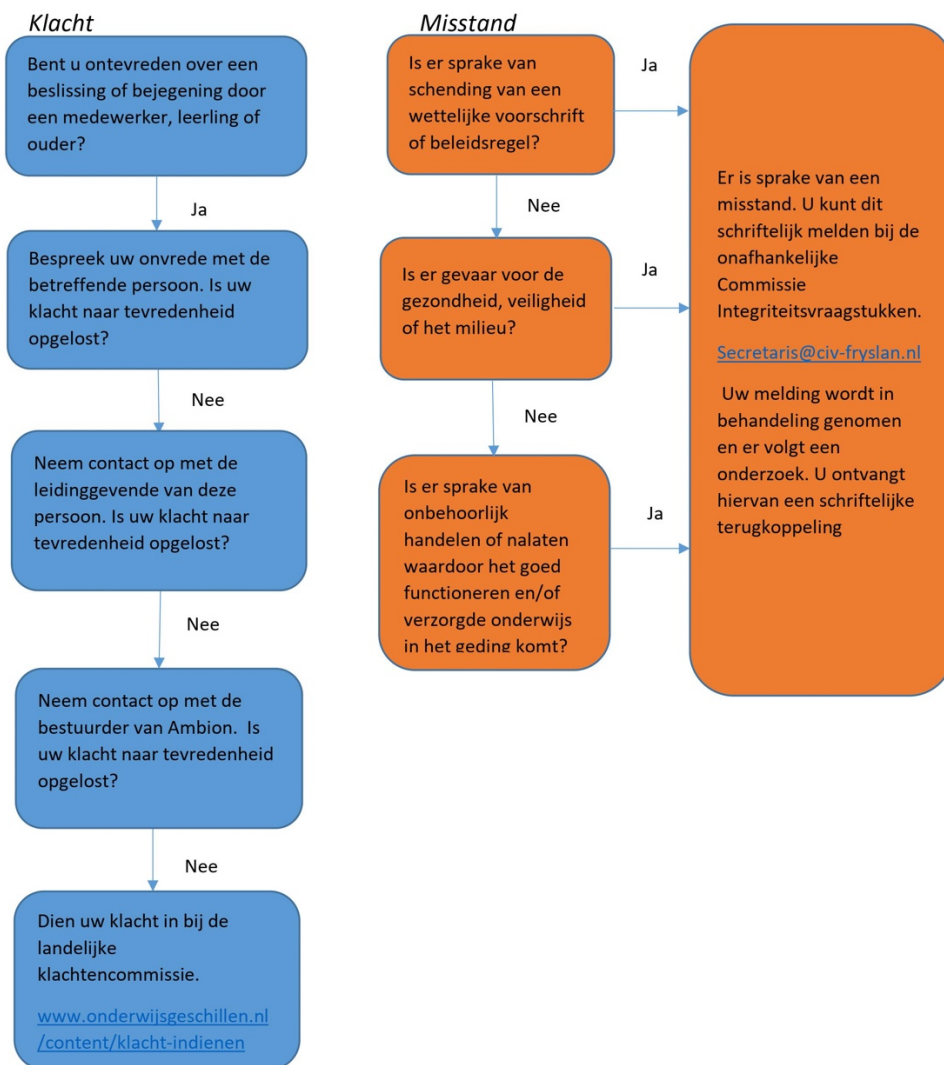 Klacht
Bent u ontevreden over een
beslissing of bejegening door
een medewerker, leerling of
ouder?
Ja
Bespreek uw onvrede met de
betreffende persoon. Is uw
klacht naar tevredenheid
opgelost?
Nee
Neem contact op met de
leidinggevende van deze
persoon. Is uw klacht naar
tevredenheid opgelost?
Nee
Neem contact op met de
bestuurder van Ambion. Is
uw klacht naar tevredenheid
opgelost?
Nee
Dien uw klacht in bij de
landelijke
klachtencommissie.
www.onderwijsgeschillen.nl
/content/klacht-indienen
Misstand
Is er sprake van
schending van een
wettelijke voorschrift
of beleidsregel?
Ja
Nee
Is er gevaar voor de
gezondheid, veiligheid
of het milieu?
Ja
Nee
Is er sprake van
onbehoorlijk
handelen of nalaten
waardoor het goed
functioneren en/of
verzorgde onderwijs
in het geding komt?
Ja
Er is sprake van een
misstand. U kunt dit
schriftelijk melden bij de
onafhankelijke
Commissie
Integriteitsvraagstukken.
Secretaris@civ-fryslan.nl
Uw melding wordt in
behandeling genomen
en er volgt een
onderzoek. U ontvangt
hiervan een schriftelijke
terugkoppeling